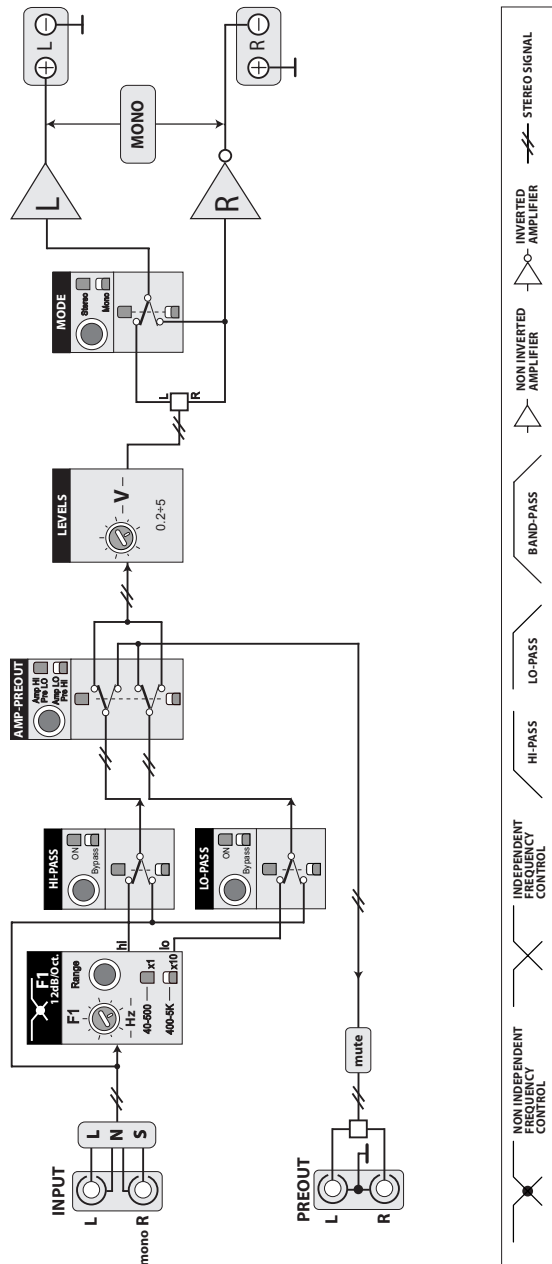 INPUT
L
mono R
L
N
S
F1
12dB/Oct.
F1
Range
Hz
40-500
x1
400-5K
x10
hi
lo
HI-PASS
ON
Bypass
LO-PASS
ON
Bypass
AMP-PREOUT
Amp HI
Pre LO
Amp LO
Pre HI
LEVELS
V
0.2÷5
L
R
MODE
Stereo
Mono
L
R
MONO
+ L -
+ R -
PREOUT
L
R
mute
NON INDEPENDENT
FREQUENCY
CONTROL
INDEPENDENT
FREQUENCY
CONTROL
HI-PASS
LO-PASS
BAND-PASS
NON INVERTED
AMPLIFIER
INVERTED
AMPLIFIER
STEREO SIGNAL